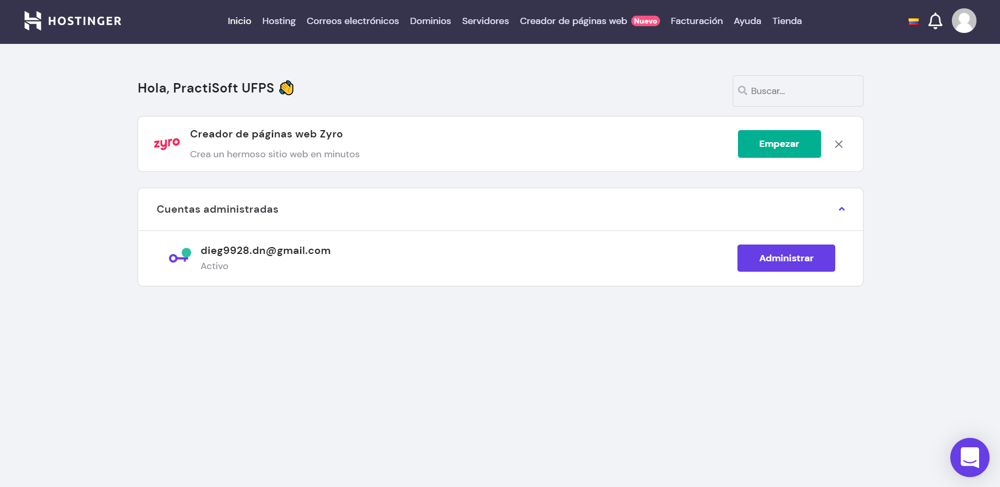 HOSTINGER
Inicio Hosting Correos electrónicos Dominios Servidores Creador de páginas web Nuevo Facturación Ayuda Tienda
Hola, PractiSoft UFPS 👋
Buscar...
zyro
Creador de páginas web Zyro
Crea un hermoso sitio web en minutos
Empezar
Cuentas administradas
dieg9928.dn@gmail.com
Activo
Administrar